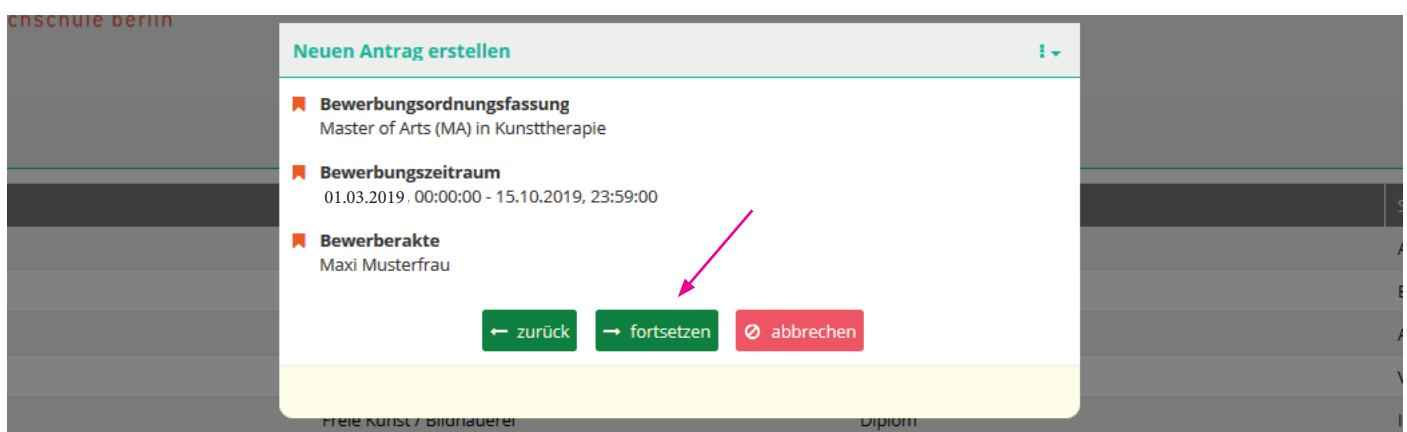 chschule berlin
Neuen Antrag erstellen
Bewerbungsordnungsfassung
Master of Arts (MA) in Kunsttherapie
Bewerbungszeitraum
01.03.2019, 00:00:00 - 15.10.2019, 23:59:00
Bewerberakte
Maxi Musterfrau
← zurück → fortsetzen abbrechen
Freie Kunst / Bildhauerei Diplom